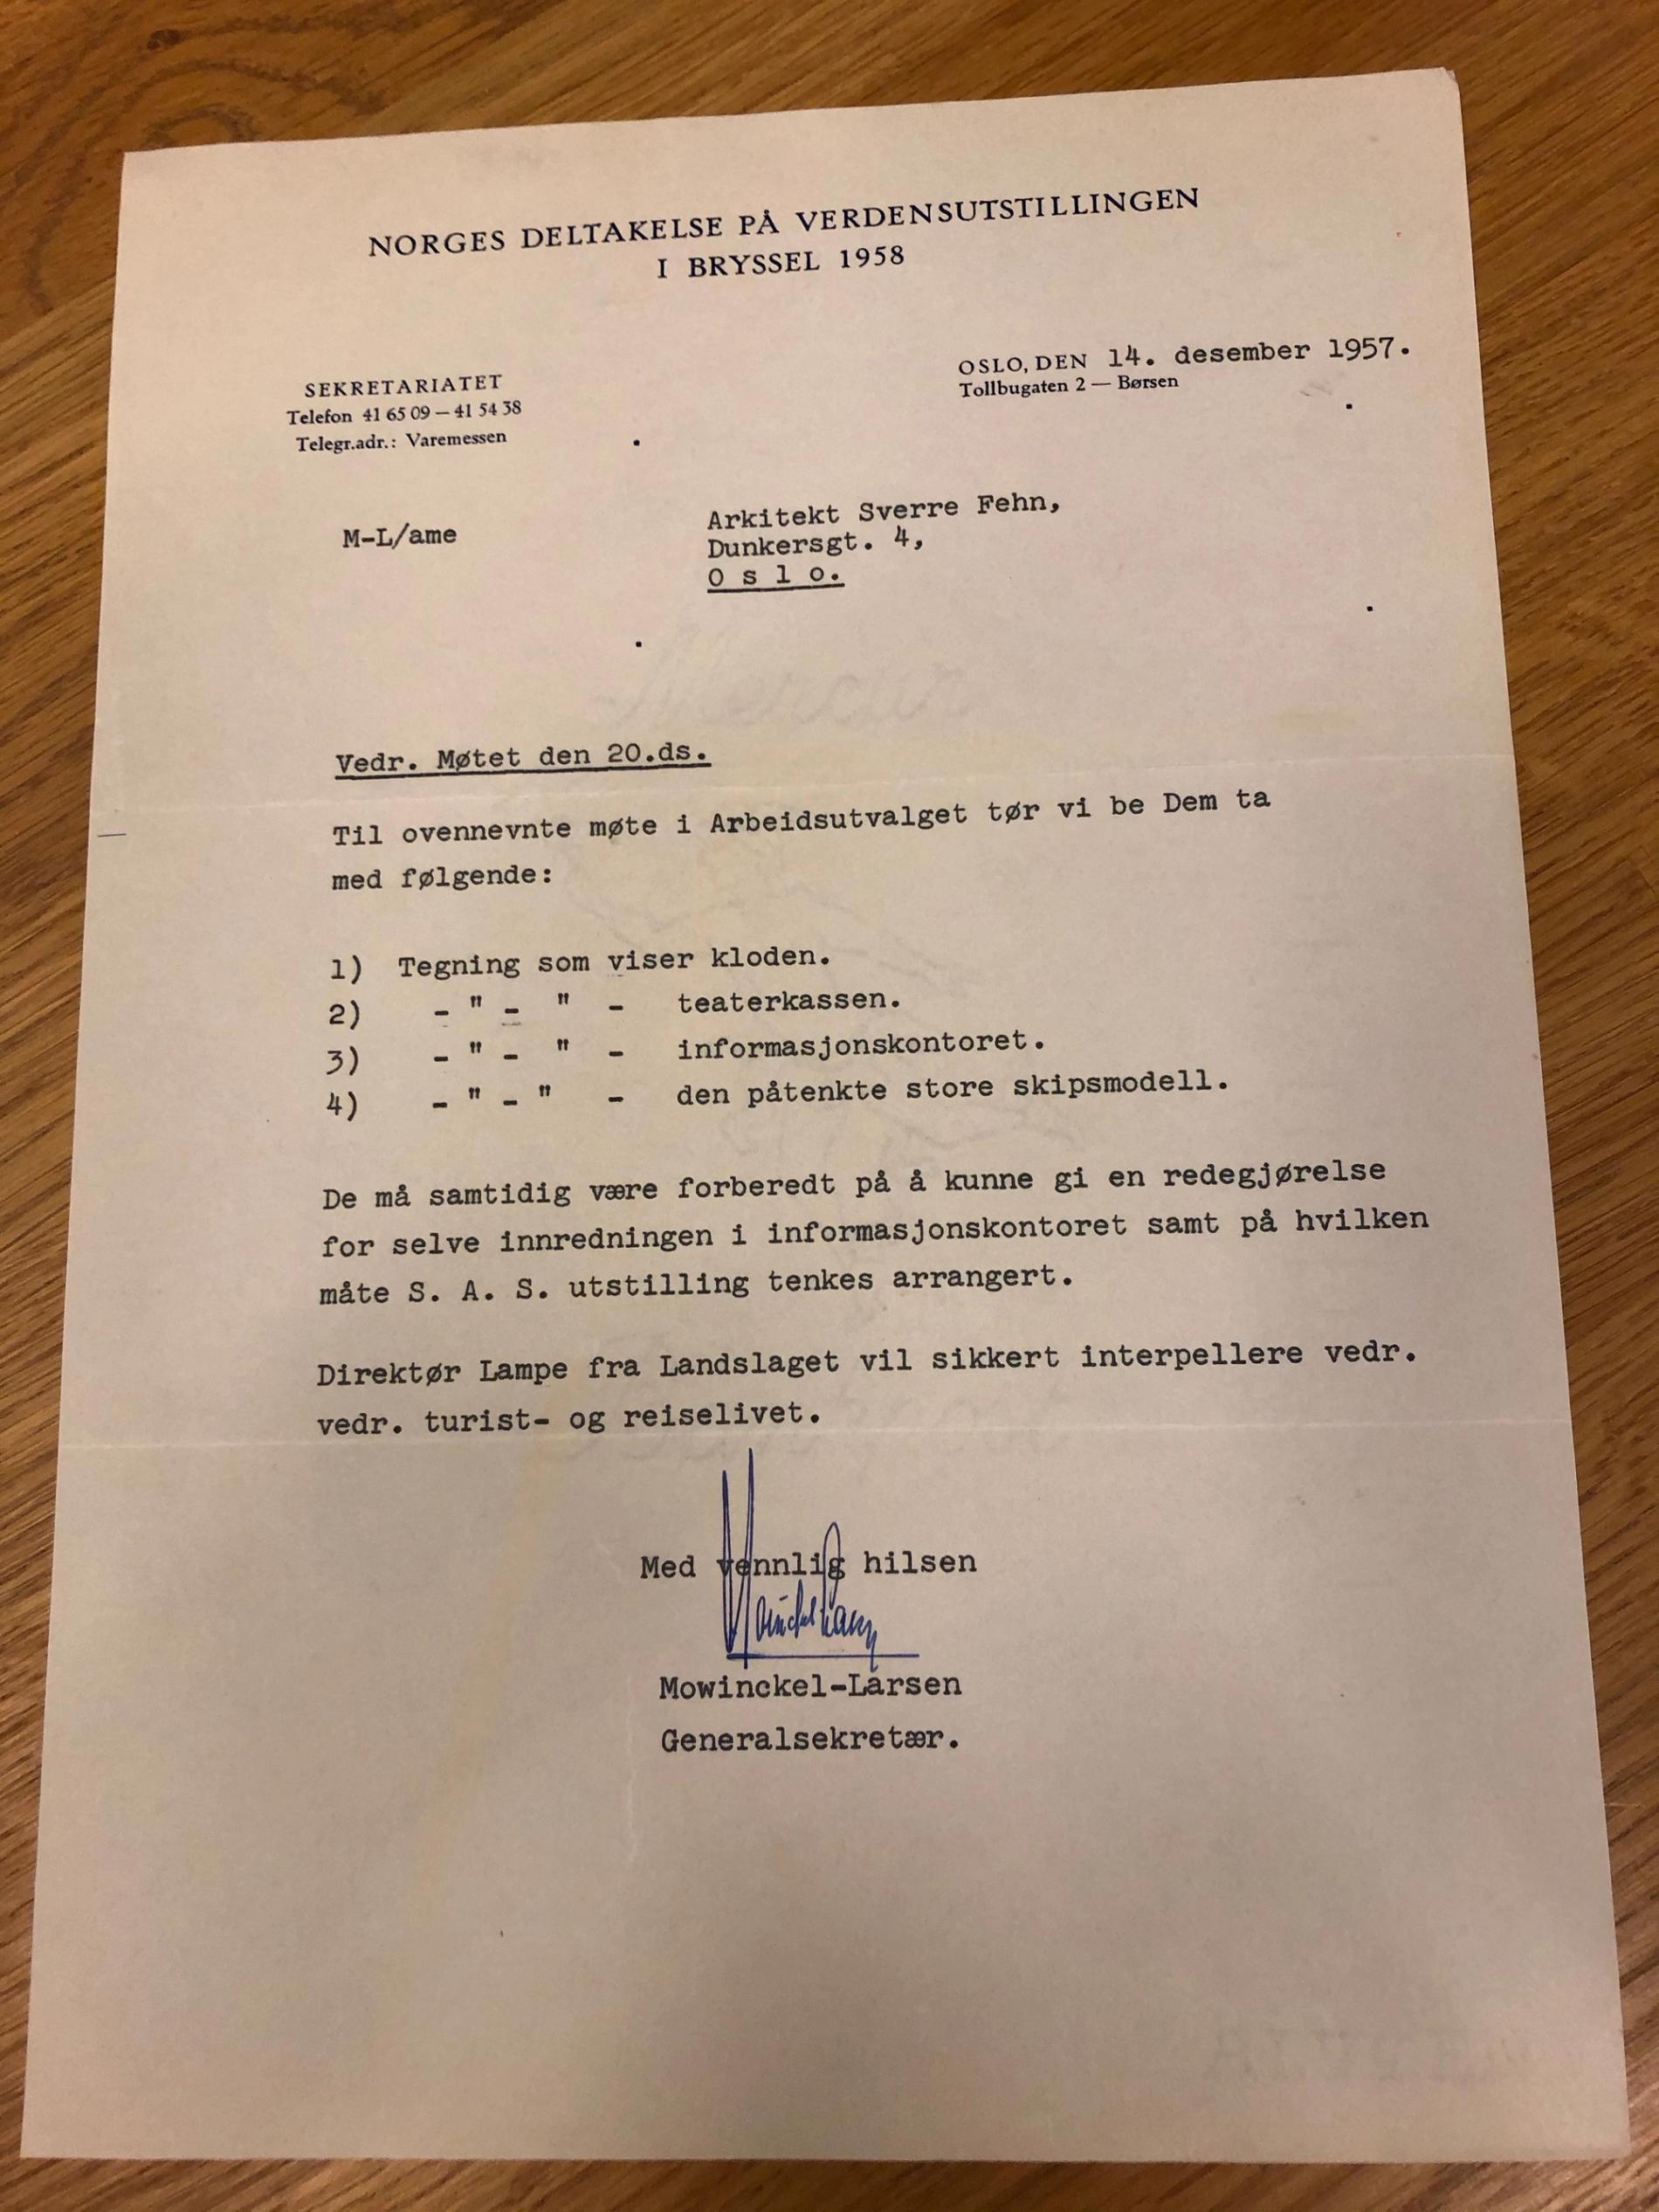 NORGES DELTAKELSE PÅ VERDENSUTSTILLINGEN
I BRYSSEL 1958
SEKRETARIATET
Telefon 41 65 09 — 41 54 38
Telegr.adr.: Varemessen
OSLO, DEN 14. desember 1957.
Tollbugaten 2 — Børsen
M-L/ame
Arkitekt Sverre Fehn,
Dunkersgt. 4,
O s l o.
Vedr. Møtet den 20.ds.
Til ovennevnte møte i Arbeidsutvalget tør vi be Dem ta
med følgende:
1) Tegning som viser kloden.
2) - " - " - teaterkassen.
3) - " - " - informasjonskontoret.
4) - " - " - den påtenkte store skipsmodell.
De må samtidig være forberedt på å kunne gi en redegjørelse
for selve innredningen i informasjonskontoret samt på hvilken
måte S. A. S. utstilling tenkes arrangert.
Direktør Lampe fra Landslaget vil sikkert interpellere vedr.
vedr. turist- og reiselivet.
Med vennlig hilsen
Mowinckel-Larsen
Generalsekretær.